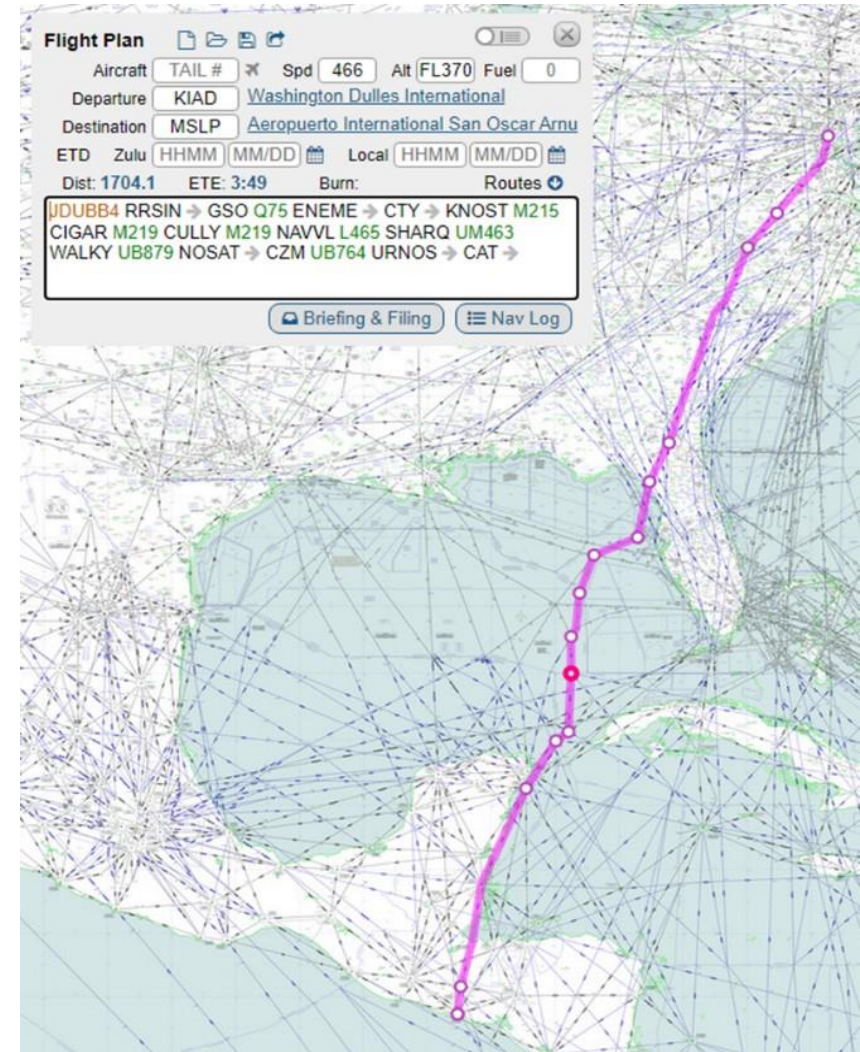 Flight Plan
Aircraft TAIL # Spd 466 Alt FL370 Fuel 0
Departure KIAD Washington Dulles International
Destination MSLP Aeropuerto International San Oscar Arnu
ETD Zulu HHMM MM/DD Local HHMM MM/DD
Dist: 1704.1 ETE: 3:49 Burn: Routes
JDUBB4 RRSIN → GSO Q75 ENEME → CTY → KNOST M215
CIGAR M219 CULLY M219 NAVVL L465 SHARQ UM463
WALKY UB879 NOSAT → CZM UB764 URNOS → CAT →
Briefing & Filing Nav Log